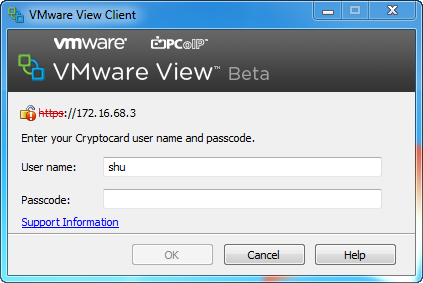 VMware View Client
vmware® PCoIP™
VMware View™ Beta
https://172.16.68.3
Enter your Cryptocard user name and passcode.
User name: shu
Passcode:
Support Information
OK Cancel Help